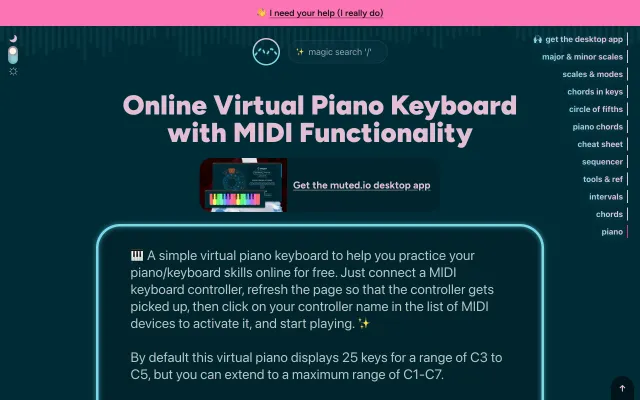 👋 I need your help (I really do)
✨ magic search '/'
🙌 get the desktop app
major & minor scales
scales & modes
chords in keys
circle of fifths
piano chords
cheat sheet
sequencer
tools & ref
intervals
chords
piano
Online Virtual Piano Keyboard
with MIDI Functionality
Get the muted.io desktop app
🎹 A simple virtual piano keyboard to help you practice your
piano/keyboard skills online for free. Just connect a MIDI
keyboard controller, refresh the page so that the controller gets
picked up, then click on your controller name in the list of MIDI
devices to activate it, and start playing. ✨
By default this virtual piano displays 25 keys for a range of C3 to
C5, but you can extend to a maximum range of C1-C7.